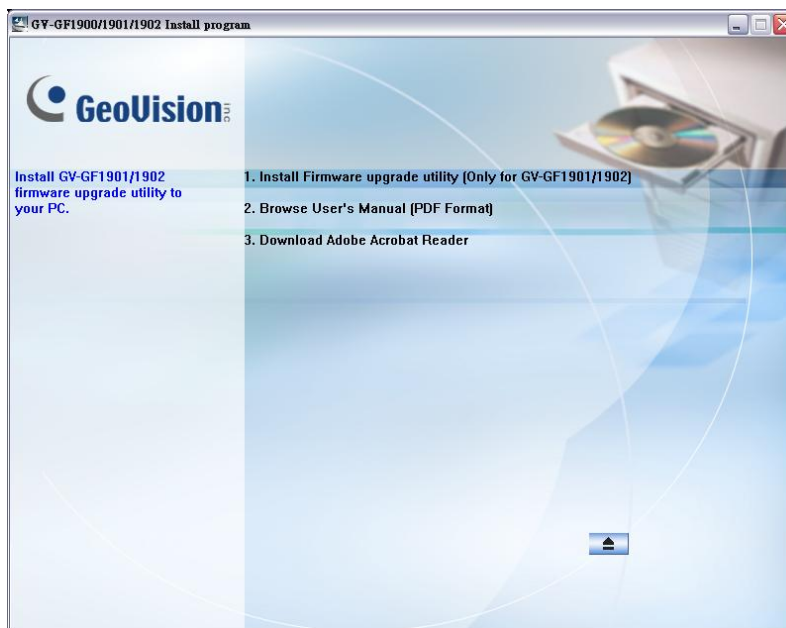 GV-GF1900/1901/1902 Install program
GeoVision inc
Install GV-GF1901/1902
firmware upgrade utility to
your PC.
1. Install Firmware upgrade utility (Only for GV-GF1901/1902)
2. Browse User's Manual (PDF Format)
3. Download Adobe Acrobat Reader